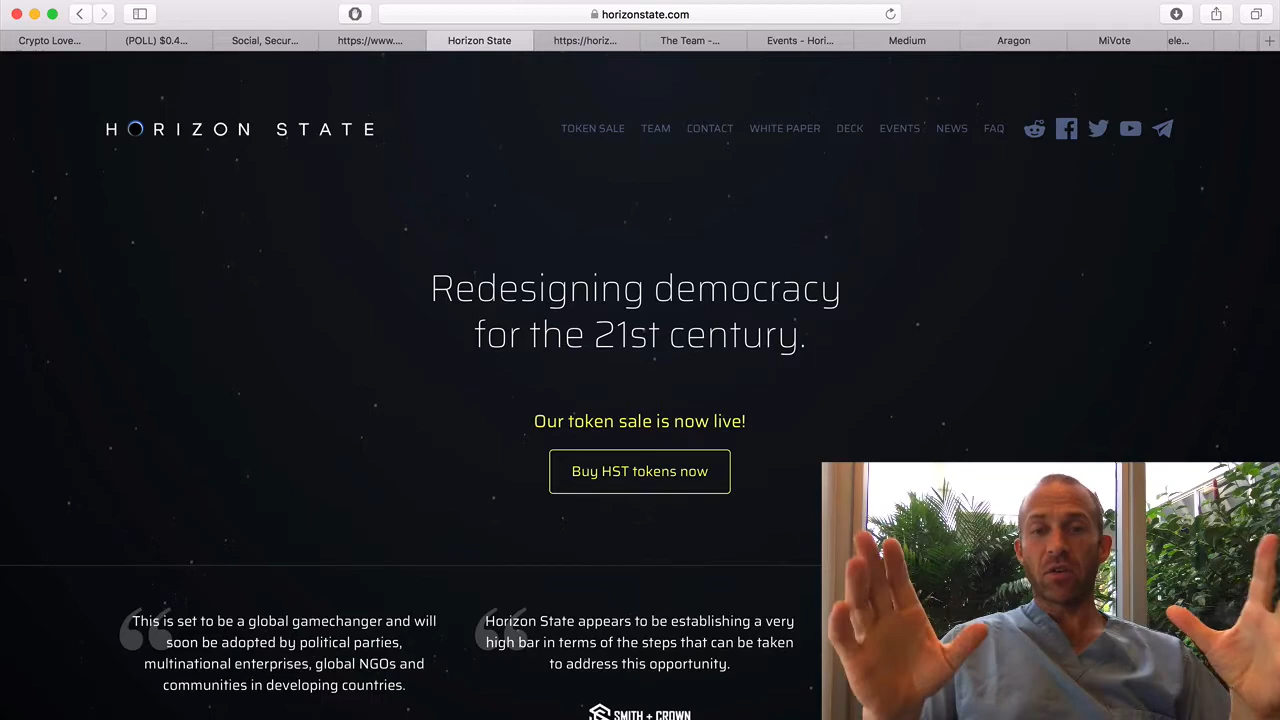 horizonstate.com
Crypto Love...
(POLL) $0.4...
Social, Secur...
https://www....
Horizon State
https://horiz...
The Team -...
Events - Hori...
Medium
Aragon
MiVote
ele...
HORIZON STATE
TOKEN SALE TEAM CONTACT WHITE PAPER DECK EVENTS NEWS FAQ
Redesigning democracy
for the 21st century.
Our token sale is now live!
Buy HST tokens now
This is set to be a global gamechanger and will
soon be adopted by political parties,
multinational enterprises, global NGOs and
communities in developing countries.
Horizon State appears to be establishing a very
high bar in terms of the steps that can be taken
to address this opportunity.
SMITH + CROWN